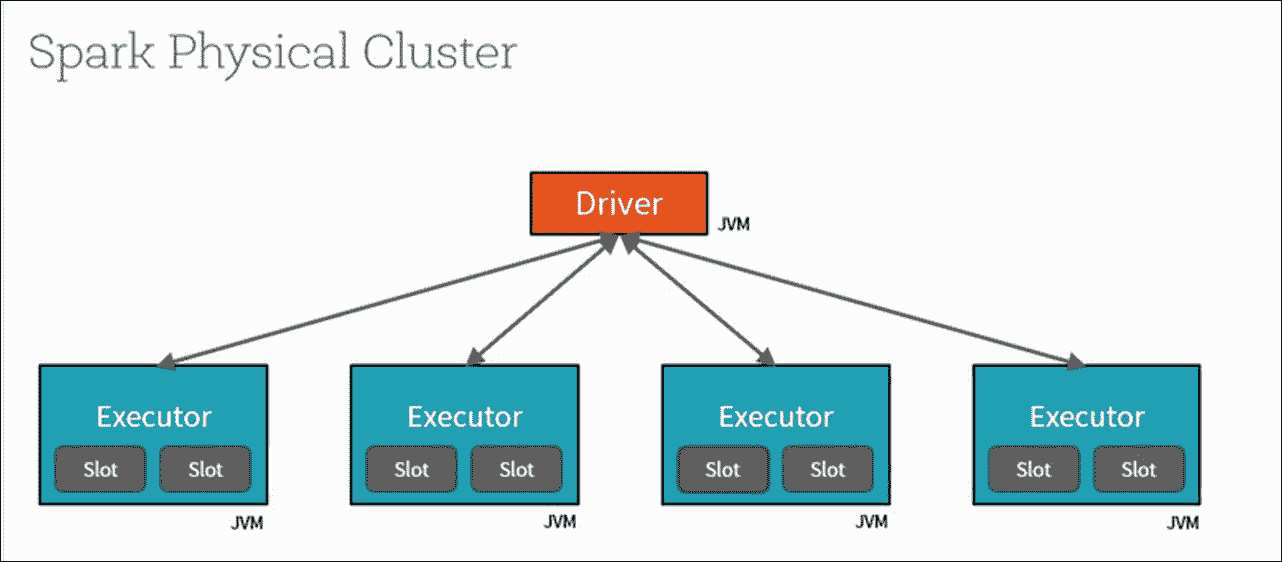 Spark Physical Cluster
Driver
JVM
Executor
Slot Slot
JVM
Executor
Slot Slot
JVM
Executor
Slot Slot
JVM
Executor
Slot Slot
JVM